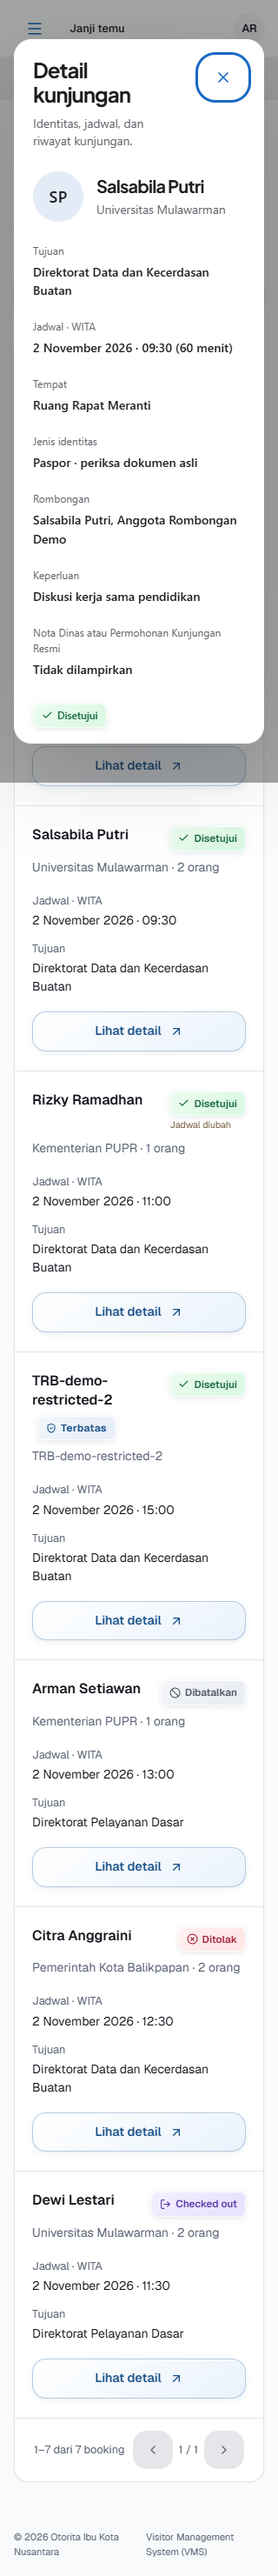 Janji temu
AR
Detail
kunjungan
Identitas, jadwal, dan
riwayat kunjungan.
SP
Salsabila Putri
Universitas Mulawarman
Tujuan
Direktorat Data dan Kecerdasan
Buatan
Jadwal · WITA
2 November 2026 · 09:30 (60 menit)
Tempat
Ruang Rapat Meranti
Jenis identitas
Paspor · periksa dokumen asli
Rombongan
Salsabila Putri, Anggota Rombongan
Demo
Keperluan
Diskusi kerja sama pendidikan
Nota Dinas atau Permohonan Kunjungan
Resmi
Tidak dilampirkan
Disetujui
Lihat detail
Salsabila Putri
Disetujui
Universitas Mulawarman · 2 orang
Jadwal · WITA
2 November 2026 · 09:30
Tujuan
Direktorat Data dan Kecerdasan
Buatan
Lihat detail
Rizky Ramadhan
Disetujui
Jadwal diubah
Kementerian PUPR · 1 orang
Jadwal · WITA
2 November 2026 · 11:00
Tujuan
Direktorat Data dan Kecerdasan
Buatan
Lihat detail
TRB-demo-
restricted-2
Disetujui
Terbatas
TRB-demo-restricted-2
Jadwal · WITA
2 November 2026 · 15:00
Tujuan
Direktorat Data dan Kecerdasan
Buatan
Lihat detail
Arman Setiawan
Dibatalkan
Kementerian PUPR · 1 orang
Jadwal · WITA
2 November 2026 · 13:00
Tujuan
Direktorat Pelayanan Dasar
Lihat detail
Citra Anggraini
Ditolak
Pemerintah Kota Balikpapan · 2 orang
Jadwal · WITA
2 November 2026 · 12:30
Tujuan
Direktorat Data dan Kecerdasan
Buatan
Lihat detail
Dewi Lestari
Checked out
Universitas Mulawarman · 2 orang
Jadwal · WITA
2 November 2026 · 11:30
Tujuan
Direktorat Pelayanan Dasar
Lihat detail
1–7 dari 7 booking
1 / 1
© 2026 Otorita Ibu Kota
Nusantara
Visitor Management
System (VMS)